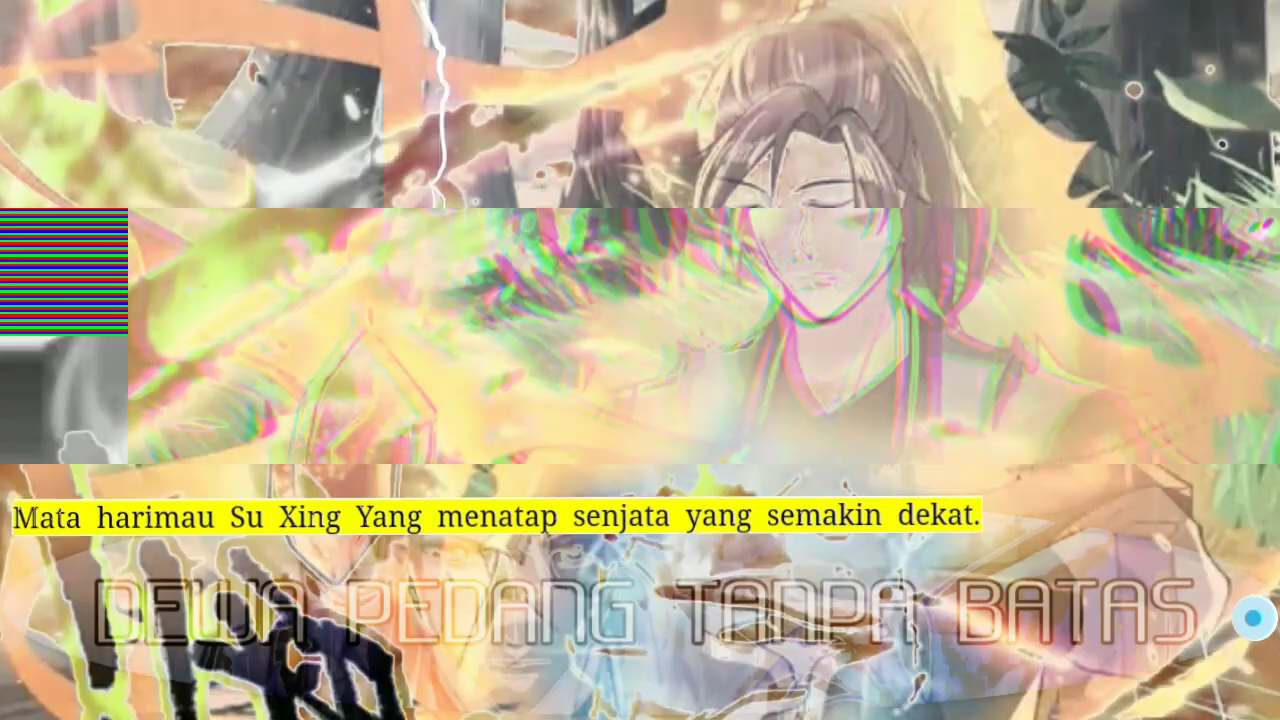 Mata harimau Su Xing Yang menatap senjata yang semakin dekat.
DEWA PEDANG TANPA BATAS